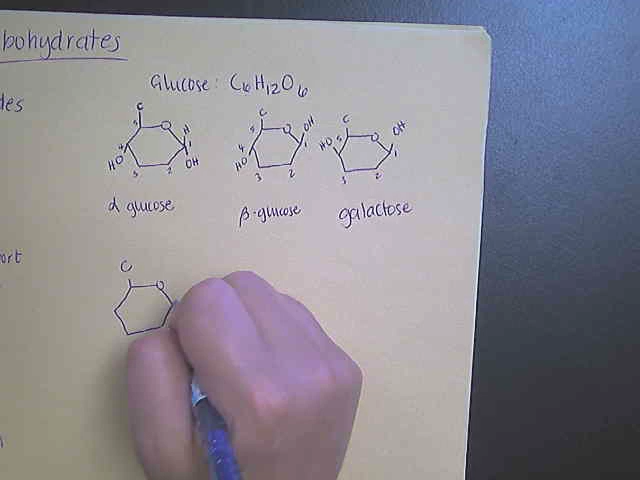 bohydrates
des
Glucose: C6H12O6
C O H 5 4 1 HO 3 2 OH
C O OH 5 4 1 HO 3 2
C O OH HO 5 1 3 2
α glucose
β-glucose
galactose
ort
C
O